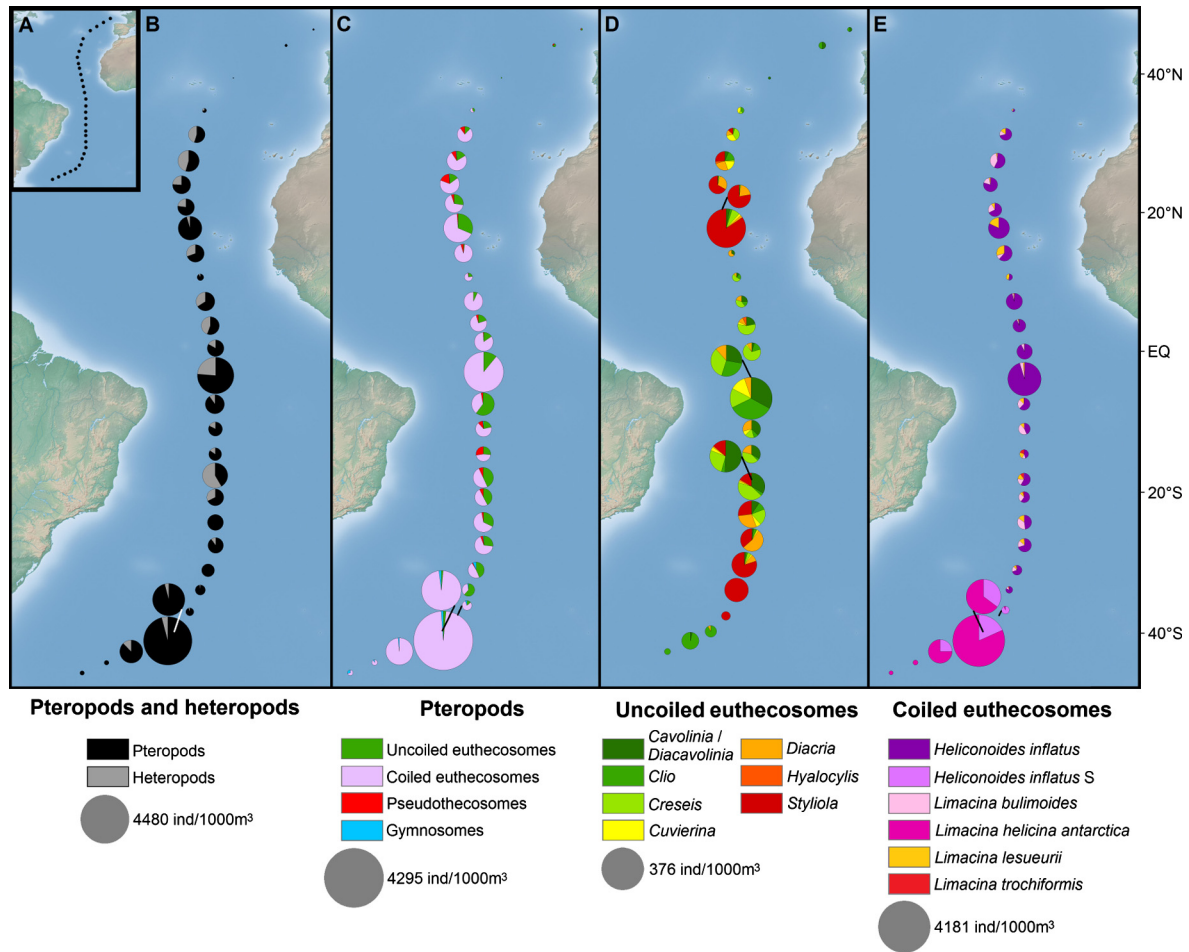 A
B
C
D
E
40°N
20°N
EQ
20°S
40°S
Pteropods and heteropods
Pteropods
Heteropods
4480 ind/1000m³
Pteropods
Uncoiled euthecosomes
Coiled euthecosomes
Pseudothecosomes
Gymnosomes
4295 ind/1000m³
Uncoiled euthecosomes
Cavolinia /
Diacavolinia
Clio
Creseis
Cuvierina
Diacria
Hyalocylis
Styliola
376 ind/1000m³
Coiled euthecosomes
Heliconoides inflatus
Heliconoides inflatus S
Limacina bulimoides
Limacina helicina antarctica
Limacina lesueurii
Limacina trochiformis
4181 ind/1000m³